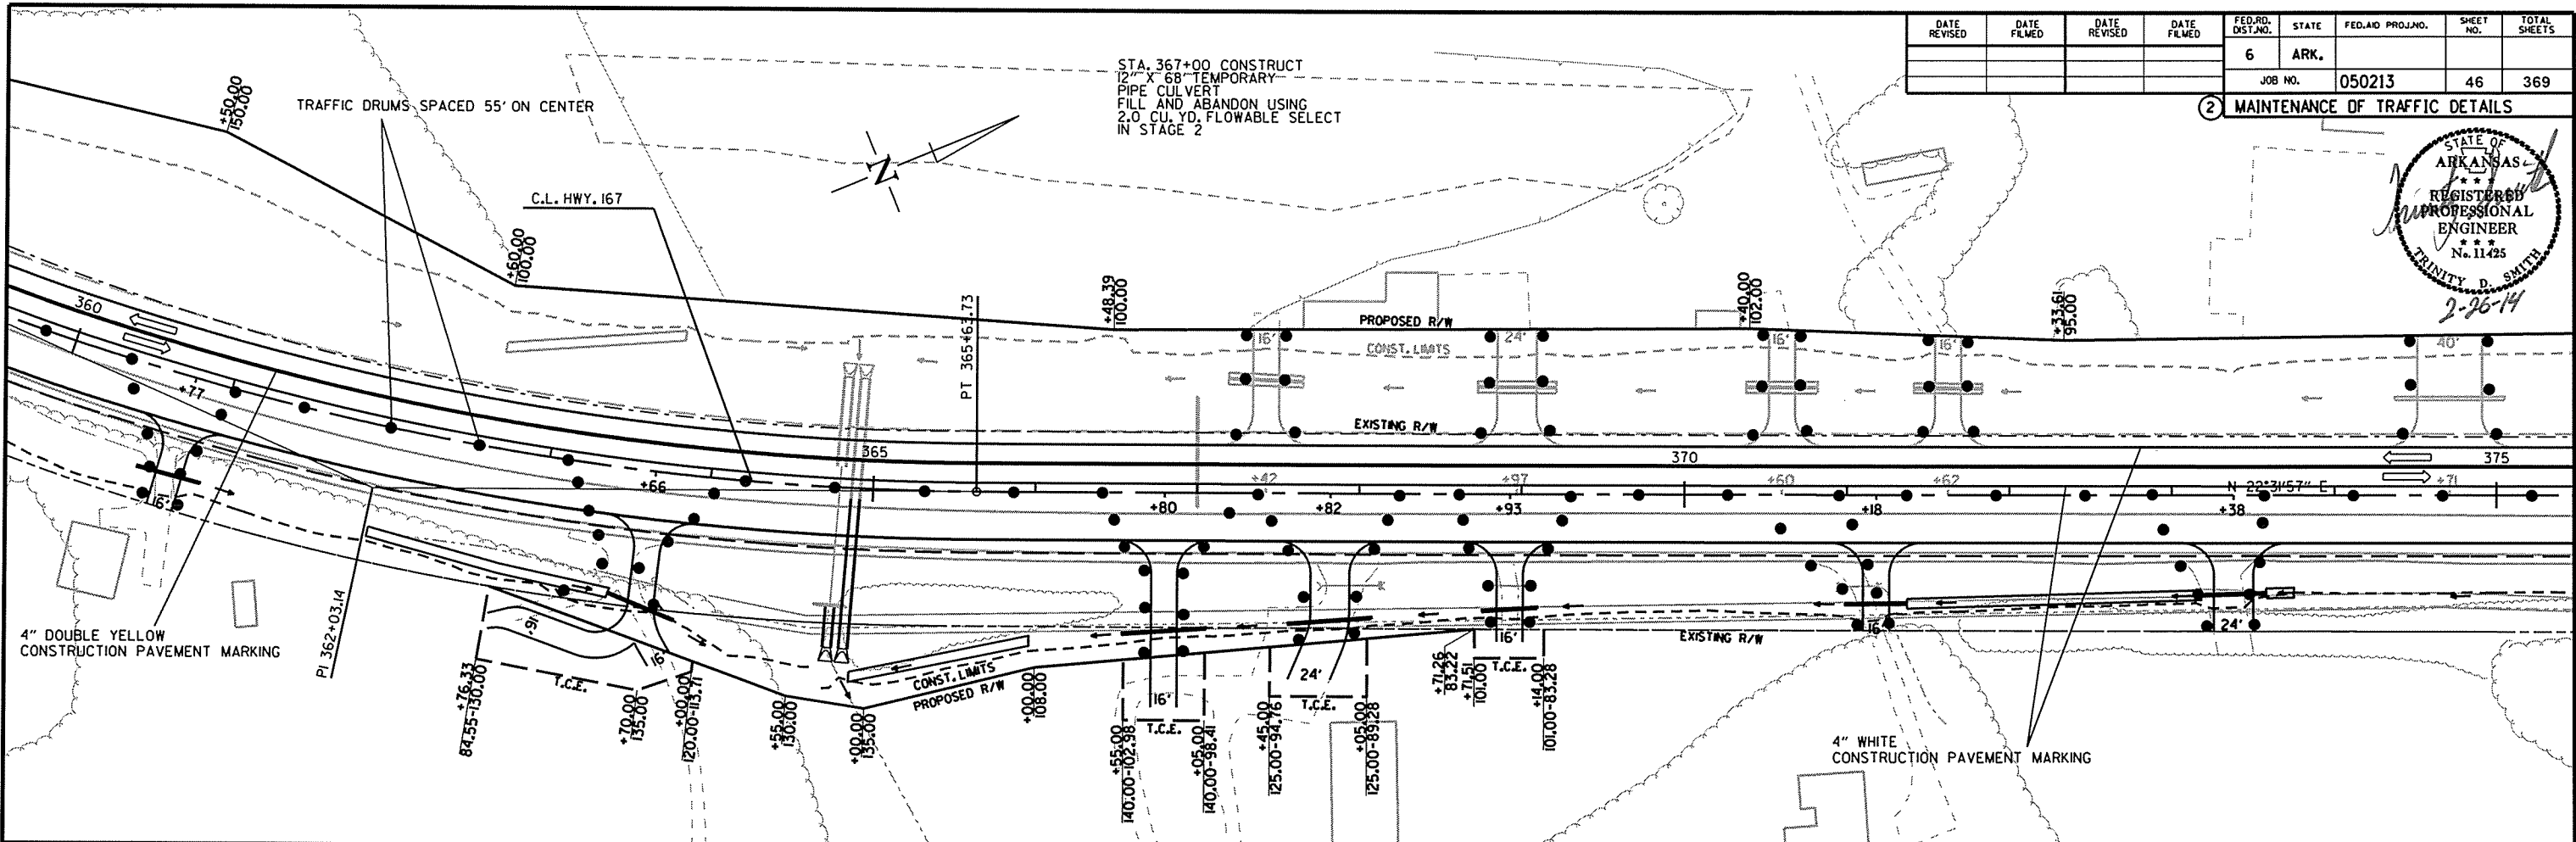 DATE REVISED
DATE FILMED
DATE REVISED
DATE FILMED
FED.RD. DIST.NO.
STATE
FED.AID PROJ.NO.
SHEET NO.
TOTAL SHEETS
6
ARK.
JOB NO.
050213
46
369
2 MAINTENANCE OF TRAFFIC DETAILS
STATE OF
ARKANSAS
* * *
REGISTERED
PROFESSIONAL
ENGINEER
* * *
No. 11425
TRINITY D. SMITH
2-26-14
STA. 367+00 CONSTRUCT
12" X 68' TEMPORARY
PIPE CULVERT
FILL AND ABANDON USING
2.0 CU. YD. FLOWABLE SELECT
IN STAGE 2
N
TRAFFIC DRUMS SPACED 55' ON CENTER
C.L. HWY. 167
+50.00
150.00
+60.00
100.00
+48.39
100.00
+40.00
102.00
+33.61
95.00
PT 365+63.73
PROPOSED R/W
CONST. LIMITS
EXISTING R/W
16'
24'
16'
16'
40'
360
365
370
375
+77
+66
+42
+97
+60
+62
N 22°31'57" E
+71
+80
+82
+93
+18
+38
16'
16'
16'
T.C.E.
CONST. LIMITS
PROPOSED R/W
16'
T.C.E.
24'
T.C.E.
16'
T.C.E.
EXISTING R/W
16'
24'
PI 362+03.14
+76.33
84.55-130.00
+70.00
135.00
+00.00
120.00-113.71
+55.00
130.00
+00.00
135.00
+00.00
108.00
+55.00
140.00-102.98
+05.00
140.00-98.41
+45.00
125.00-94.76
+05.00
125.00-89.28
+71.26
83.22
+71.51
101.00
+14.00
101.00-83.28
4" DOUBLE YELLOW
CONSTRUCTION PAVEMENT MARKING
4" WHITE
CONSTRUCTION PAVEMENT MARKING